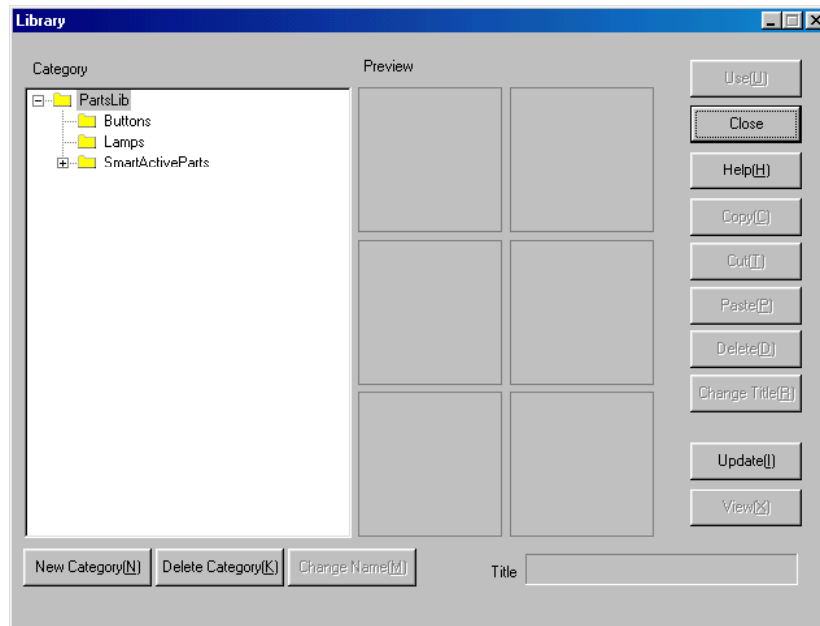 Library
Category
Preview
PartsLib
Buttons
Lamps
SmartActiveParts
Use(U)
Close
Help(H)
Copy(C)
Cut(T)
Paste(P)
Delete(D)
Change Title(R)
Update(I)
View(X)
New Category(N)
Delete Category(K)
Change Name(M)
Title